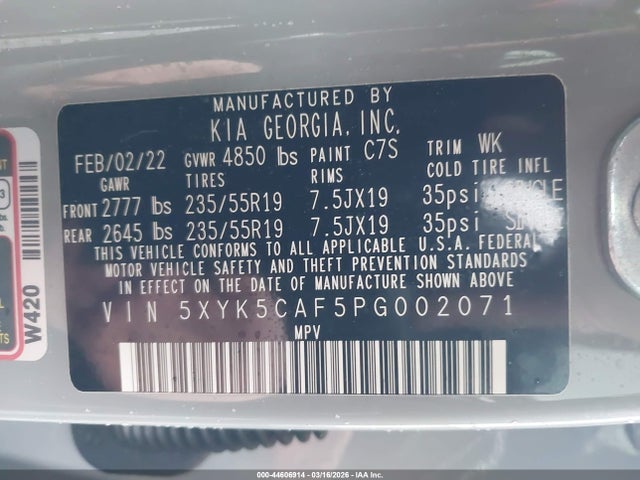 MANUFACTURED BY
KIA GEORGIA, INC.
FEB/02/22 GVWR 4850 lbs PAINT C7S TRIM WK
GAWR TIRES RIMS COLD TIRE INFL
FRONT 2777 lbs 235/55R19 7.5JX19 35psi
REAR 2645 lbs 235/55R19 7.5JX19 35psi
THIS VEHICLE CONFORMS TO ALL APPLICABLE U.S.A. FEDERAL
MOTOR VEHICLE SAFETY AND THEFT PREVENTION STANDARDS
IN EFFECT ON THE DATE OF MANUFACTURE SHOWN ABOVE
VIN 5XYK5CAF5PG002071
MPV
W420
000-44606914 - 03/16/2026 - IAA Inc.